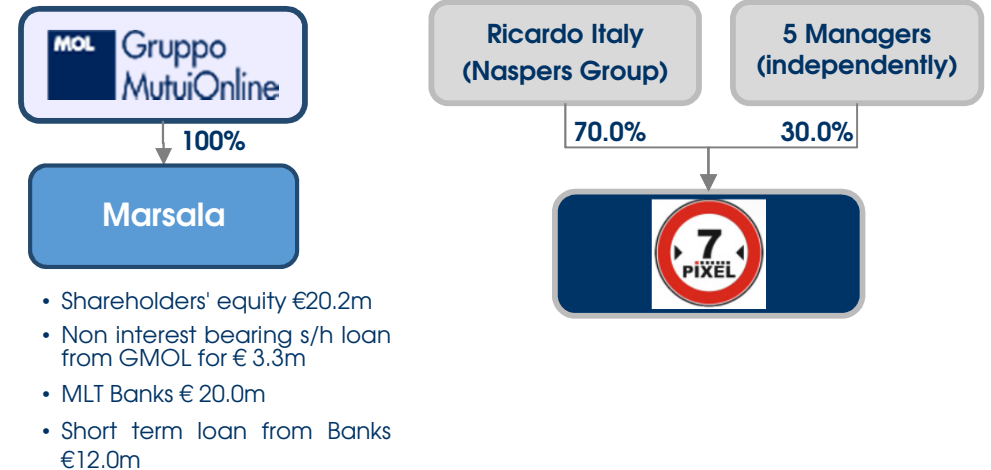 MOL Gruppo
MutuiOnline
100%
Marsala
• Shareholders' equity €20.2m
• Non interest bearing s/h loan
from GMOL for € 3.3m
• MLT Banks € 20.0m
• Short term loan from Banks
€12.0m
Ricardo Italy
(Naspers Group)
5 Managers
(independently)
70.0%
30.0%
7
PIXEL